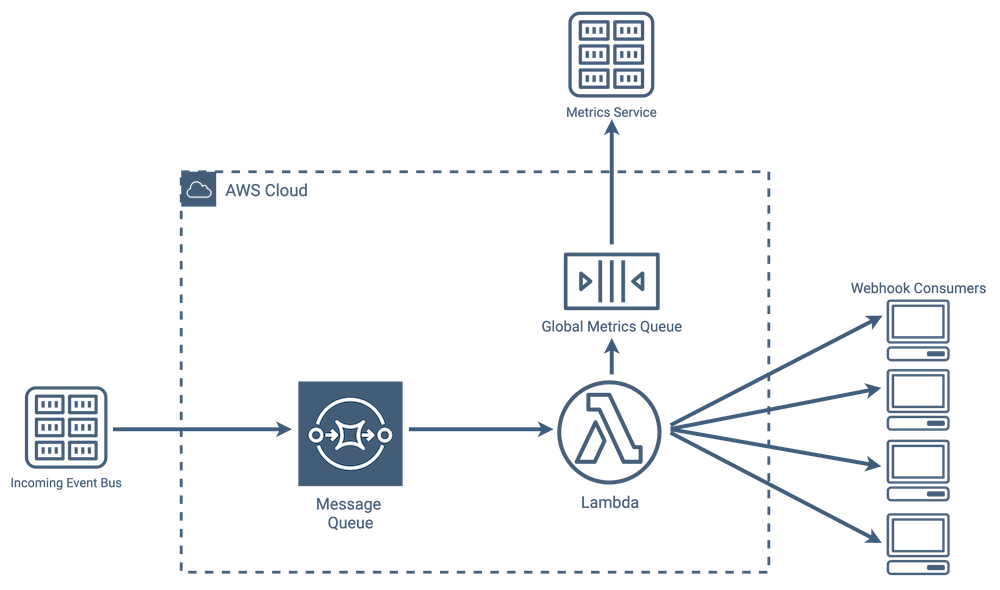 Metrics Service
AWS Cloud
Webhook Consumers
Global Metrics Queue
Incoming Event Bus
Message
Queue
Lambda